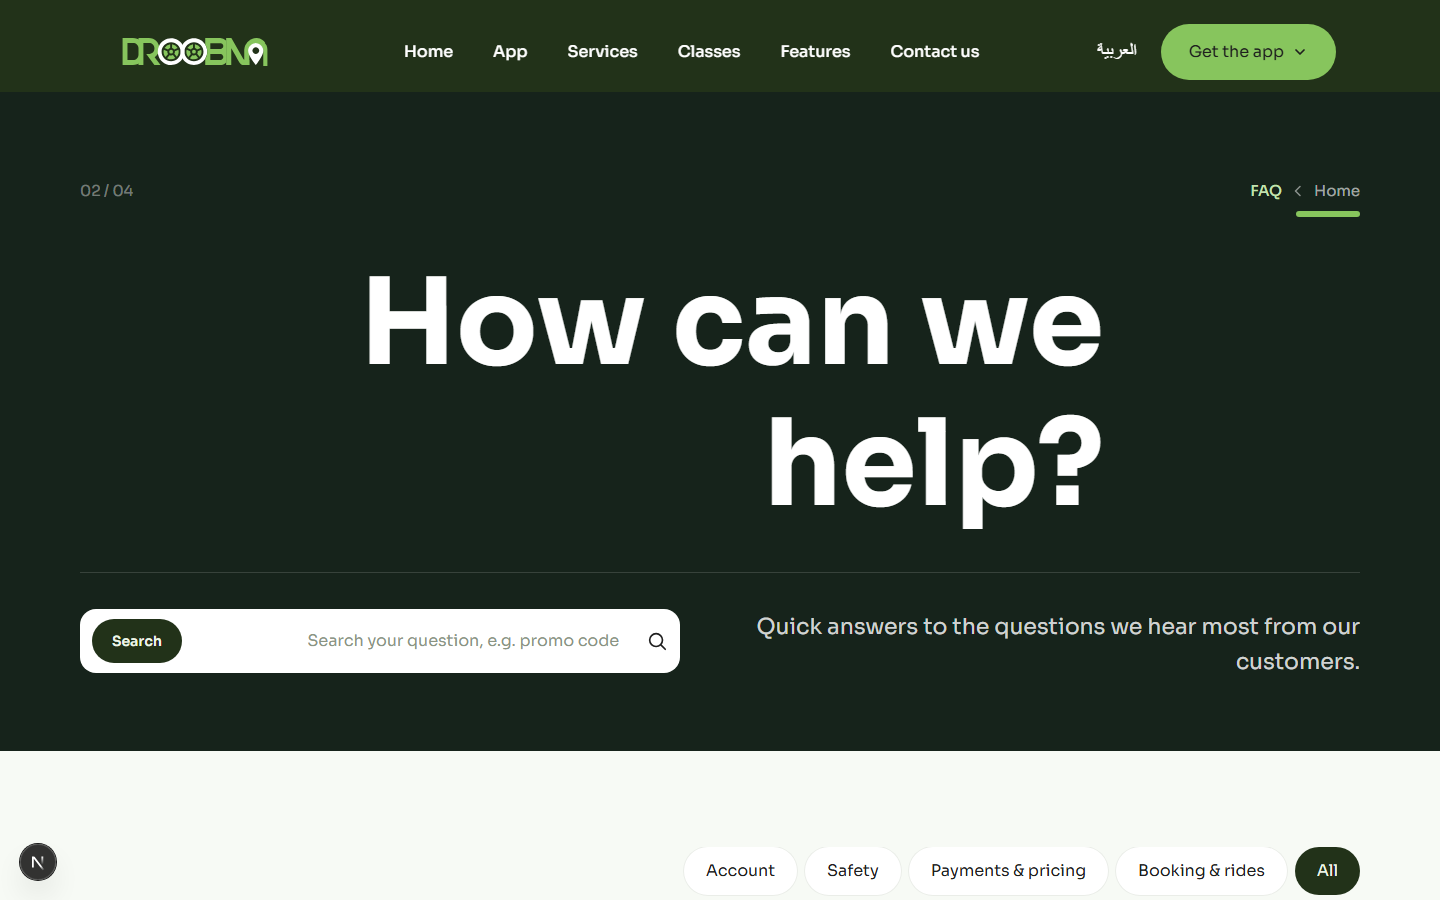 DROOBNA
Home
App
Services
Classes
Features
Contact us
العربية
Get the app
02 / 04
FAQ
Home
How can we
help?
Search
Search your question, e.g. promo code
Quick answers to the questions we hear most from our
customers.
Account
Safety
Payments & pricing
Booking & rides
All
N